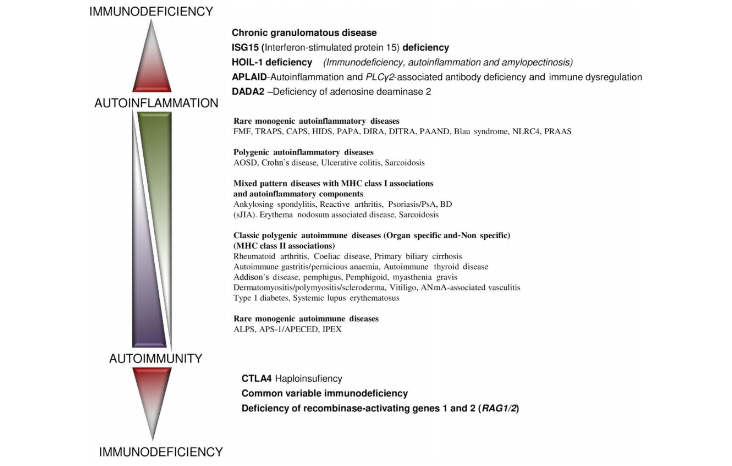 IMMUNODEFICIENCY
Chronic granulomatous disease
ISG15 (Interferon-stimulated protein 15) deficiency
HOIL-1 deficiency (Immunodeficiency, autoinflammation and amylopectinosis)
APLAID-Autoinflammation and PLCγ2-associated antibody deficiency and immune dysregulation
DADA2 –Deficiency of adenosine deaminase 2
AUTOINFLAMMATION
Rare monogenic autoinflammatory diseases
FMF, TRAPS, CAPS, HIDS, PAPA, DIRA, DITRA, PAAND, Blau syndrome, NLRC4, PRAAS
Polygenic autoinflammatory diseases
AOSD, Crohn's disease, Ulcerative colitis, Sarcoidosis
Mixed pattern diseases with MHC class I associations
and autoinflammatory components
Ankylosing spondylitis, Reactive arthritis, Psoriasis/PsA, BD
(sJIA). Erythema nodosum associated disease, Sarcoidosis
Classic polygenic autoimmune diseases (Organ specific and-Non specific)
(MHC class II associations)
Rheumatoid arthritis, Coeliac disease, Primary biliary cirrhosis
Autoimmune gastritis/pernicious anaemia, Autoimmune thyroid disease
Addison's disease, pemphigus, Pemphigoid, myasthenia gravis
Dermatomyositis/polymyositis/scleroderma, Vitiligo, ANmA-associated vasculitis
Type 1 diabetes, Systemic lupus erythematosus
Rare monogenic autoimmune diseases
ALPS, APS-1/APECED, IPEX
AUTOIMMUNITY
CTLA4 Haploinsufiency
Common variable immunodeficiency
Deficiency of recombinase-activating genes 1 and 2 (RAG1/2)
IMMUNODEFICIENCY